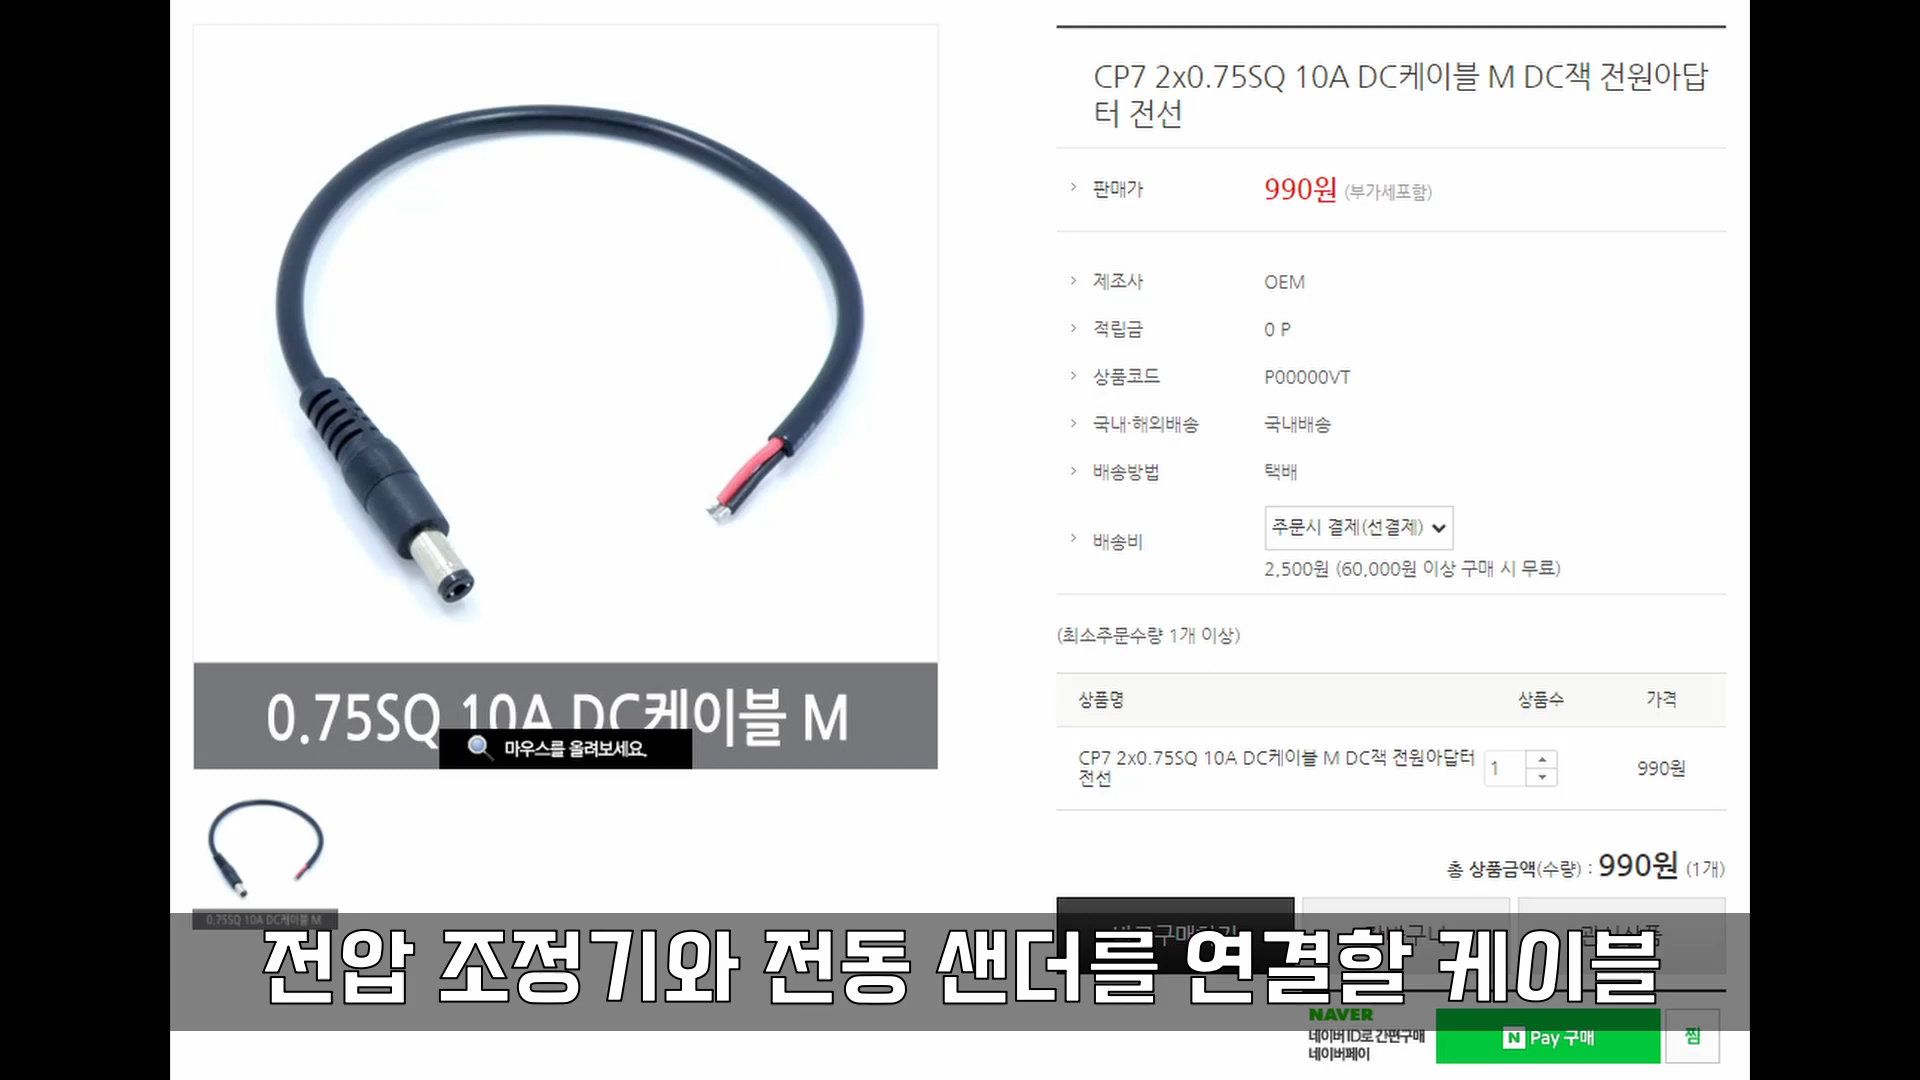 CP7 2x0.75SQ 10A DC케이블 M DC잭 전원아답
터 전선
판매가 990원 (부가세포함)
제조사 OEM
적립금 0 P
상품코드 P00000VT
국내·해외배송 국내배송
배송방법 택배
배송비 주문시 결제(선결제)
2,500원 (60,000원 이상 구매 시 무료)
(최소주문수량 1개 이상)
상품명 상품수 가격
CP7 2x0.75SQ 10A DC케이블 M DC잭 전원아답터
전선 1 990원
총 상품금액(수량) : 990원 (1개)
0.75SQ 10A DC케이블 M
마우스를 올려보세요.
0.75SQ 10A DC케이블 M
전압 조정기와 전동 샌더를 연결할 케이블
NAVER
네이버 ID로 간편구매
네이버페이
N Pay 구매
찜